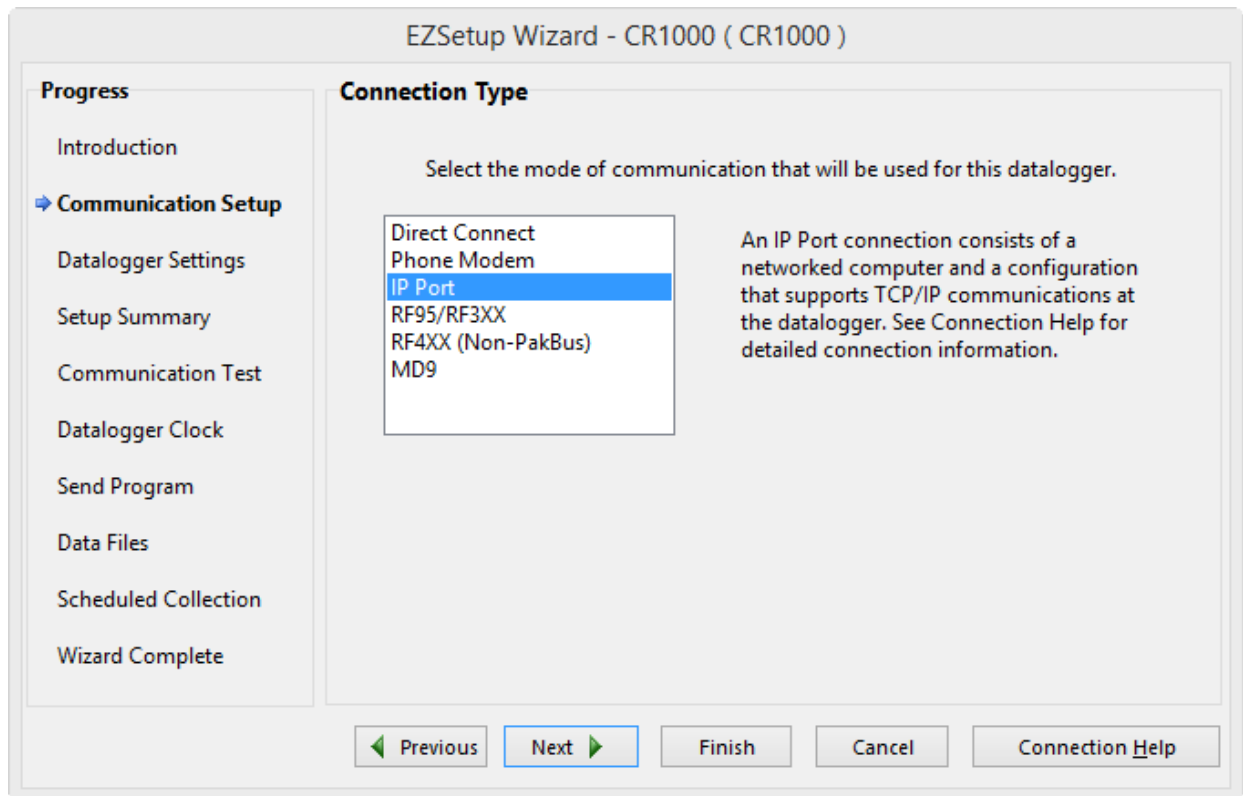 EZSetup Wizard - CR1000 ( CR1000 )
Progress
Introduction
Communication Setup
Datalogger Settings
Setup Summary
Communication Test
Datalogger Clock
Send Program
Data Files
Scheduled Collection
Wizard Complete
Connection Type
Select the mode of communication that will be used for this datalogger.
Direct Connect
Phone Modem
IP Port
RF95/RF3XX
RF4XX (Non-PakBus)
MD9
An IP Port connection consists of a
networked computer and a configuration
that supports TCP/IP communications at
the datalogger. See Connection Help for
detailed connection information.
Previous
Next
Finish
Cancel
Connection Help